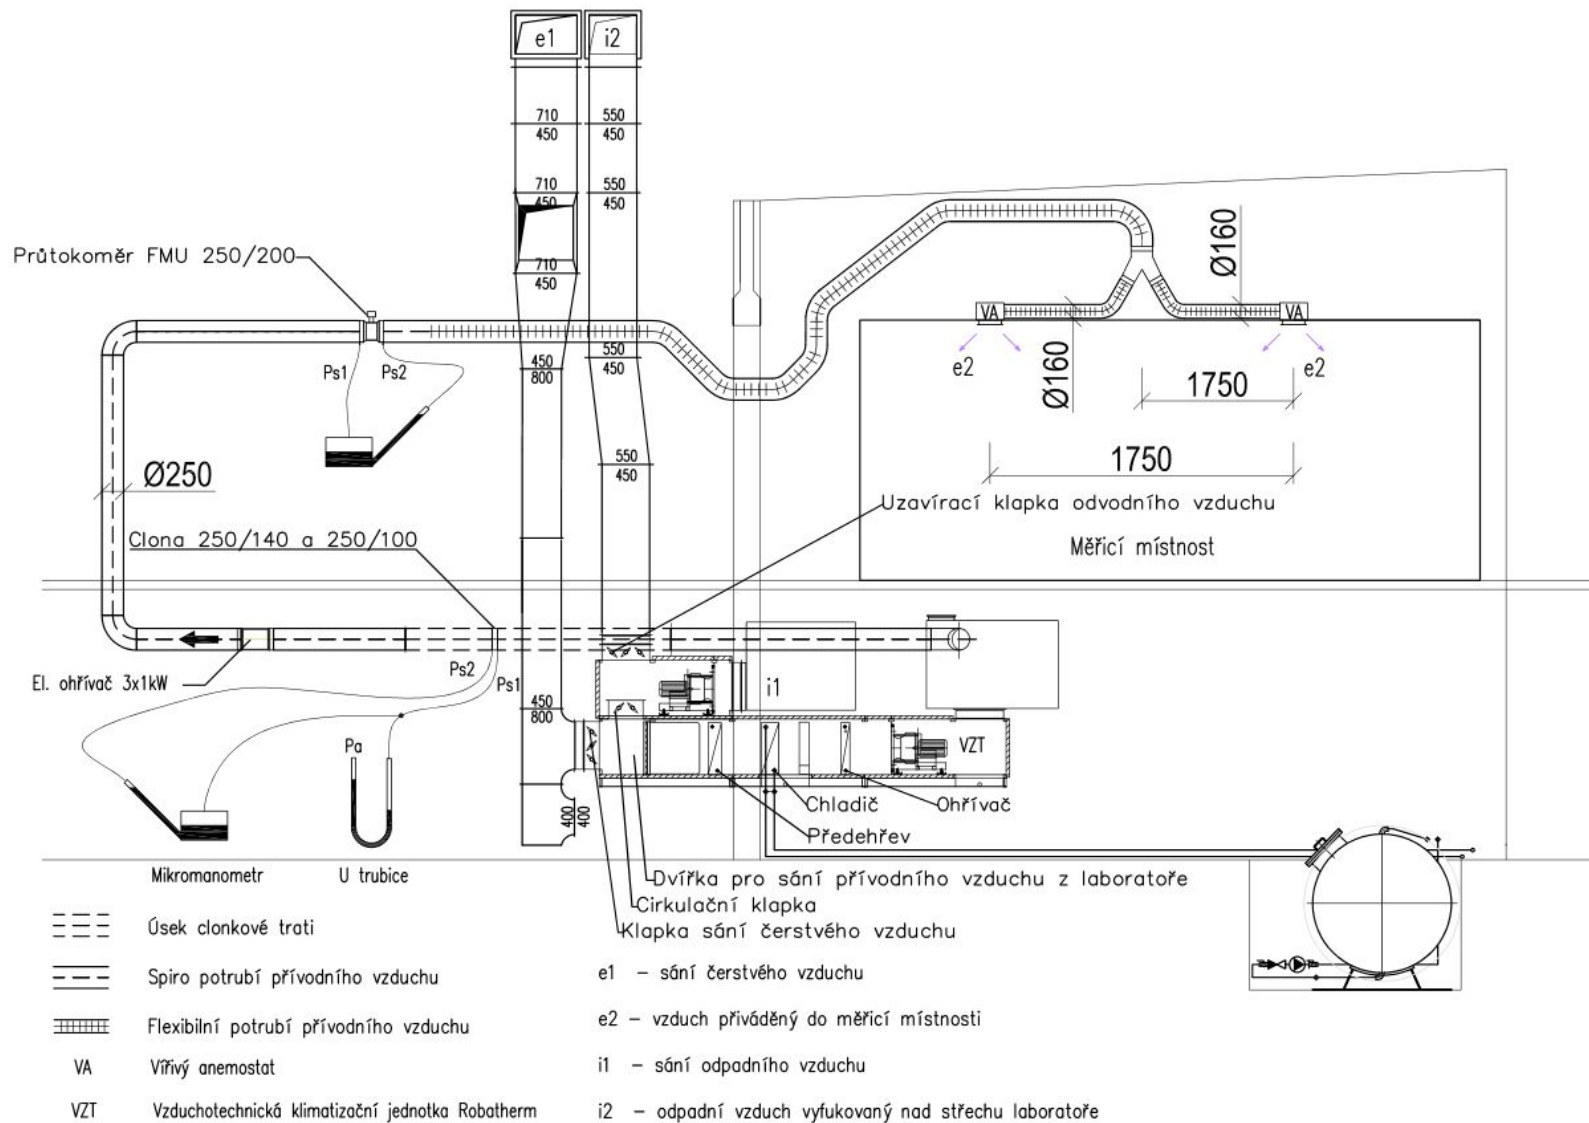 e1
i2
710
450
550
450
710
450
550
450
Průtokoměr FMU 250/200
710
450
Ø160
VA
VA
Ps1
Ps2
550
450
450
800
e2
e2
Ø160
1750
550
450
1750
Ø250
Uzavírací klapka odvodního vzduchu
Clona 250/140 a 250/100
Měřicí místnost
El. ohřívač 3x1kW
Ps2
Ps1
i1
450
800
Pa
VZT
400
400
Chladič
Ohřívač
Předehřev
Mikromanometr
U trubice
Dvířka pro sání přívodního vzduchu z laboratoře
Cirkulační klapka
Klapka sání čerstvého vzduchu
Úsek clonkové trati
Spiro potrubí přívodního vzduchu
Flexibilní potrubí přívodního vzduchu
VA Vířivý anemostat
VZT Vzduchotechnická klimatizační jednotka Robatherm
e1 – sání čerstvého vzduchu
e2 – vzduch přiváděný do měřicí místnosti
i1 – sání odpadního vzduchu
i2 – odpadní vzduch vyfukovaný nad střechu laboratoře